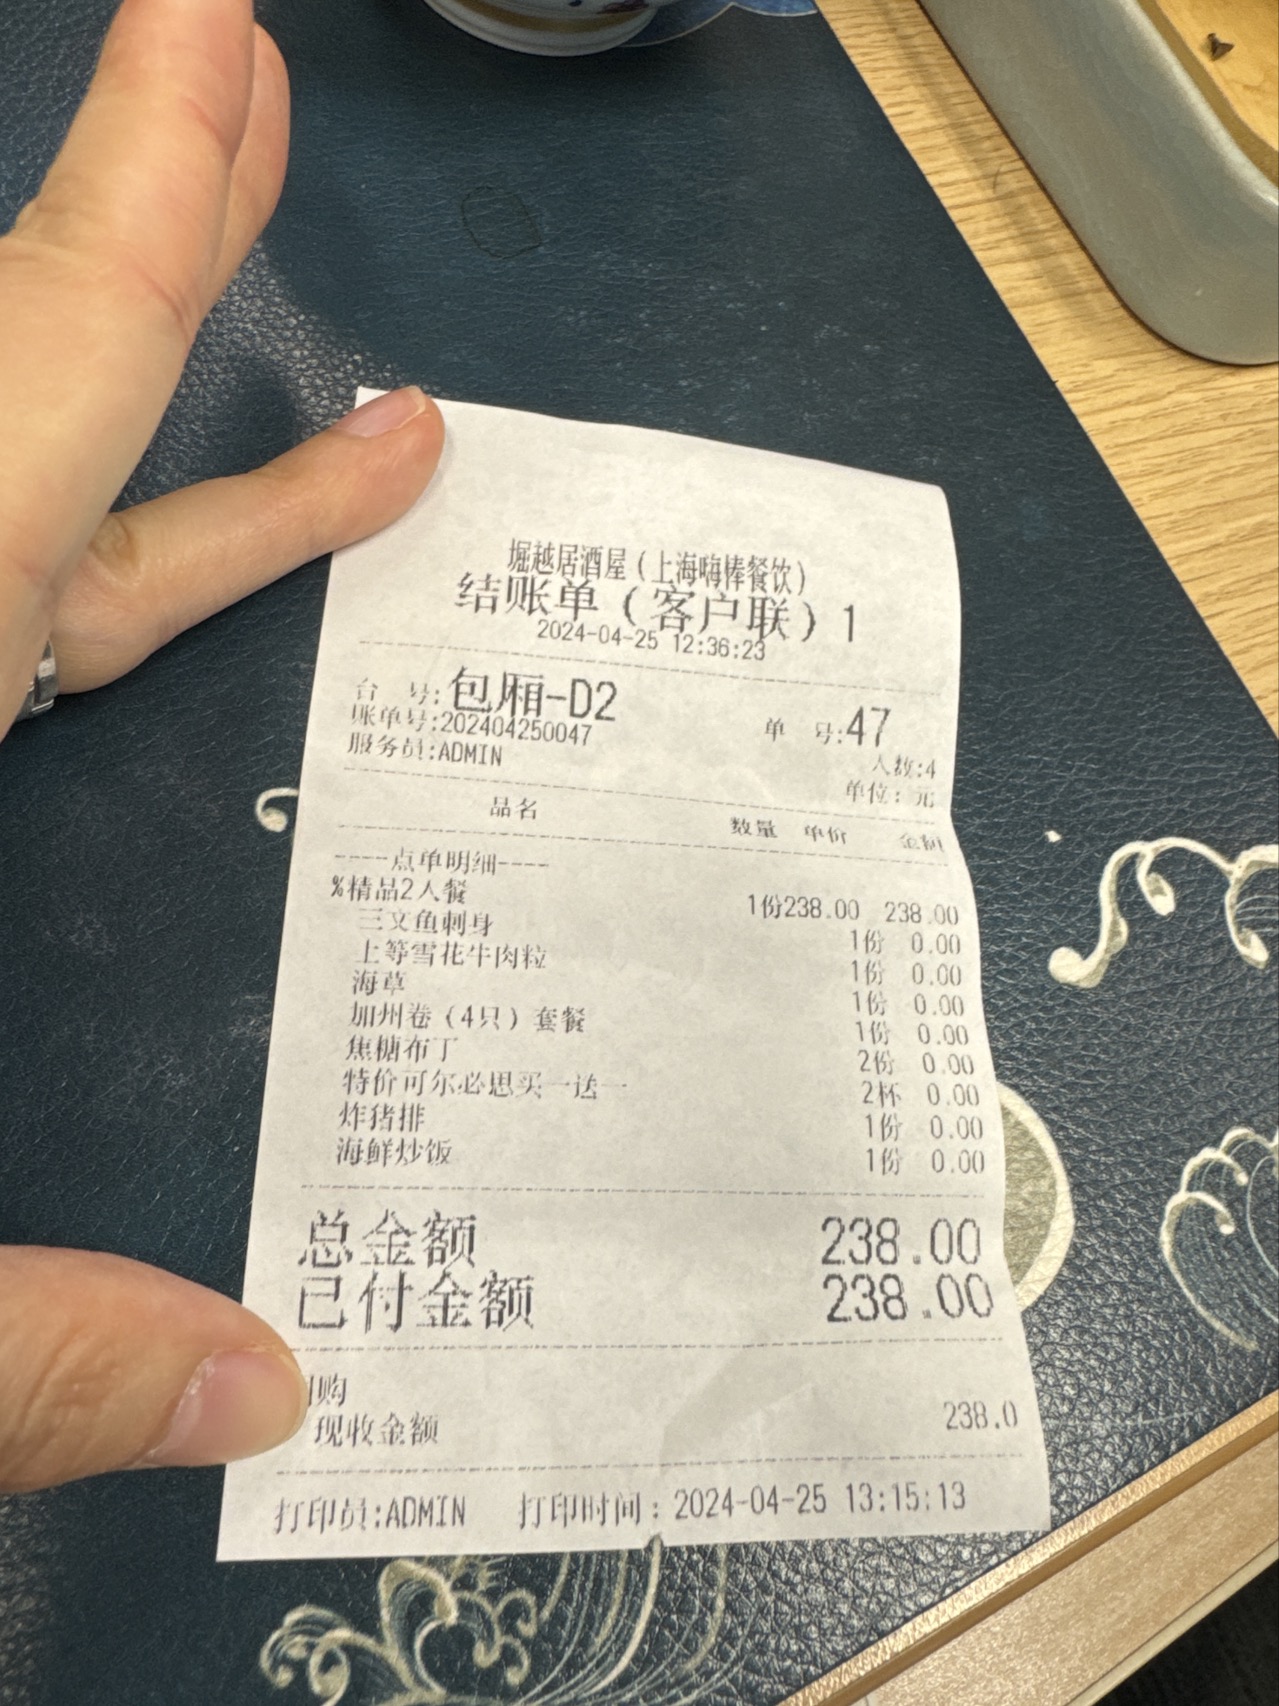 堀越居酒屋(上海嗨棒餐饮)
结账单(客户联)1
2024-04-25 12:36:23
台 号:包厢-D2 单 号:47
账单号:202404250047
服务员:ADMIN 人数:4
单位: 元
品名 数量 单价 金额
----点单明细----
%精品2人餐 1份238.00 238.00
三文鱼刺身 1份 0.00
上等雪花牛肉粒 1份 0.00
海草 1份 0.00
加州卷(4只)套餐 1份 0.00
焦糖布丁 2份 0.00
特价可尔必思买一送一 2杯 0.00
炸猪排 1份 0.00
海鲜炒饭 1份 0.00
总金额 238.00
已付金额 238.00
购
现收金额 238.0
打印员:ADMIN 打印时间:2024-04-25 13:15:13